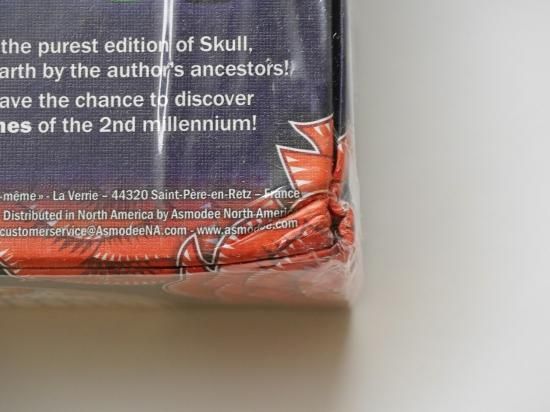 the purest edition of Skull,
arth by the author's ancestors!
ave the chance to discover
nes of the 2nd millennium!
-même » - La Verrie - 44320 Saint-Père-en-Retz – France
Distributed in North America by Asmodee North Americ
customerservice@AsmodeeNA.com - www.asmodee.com